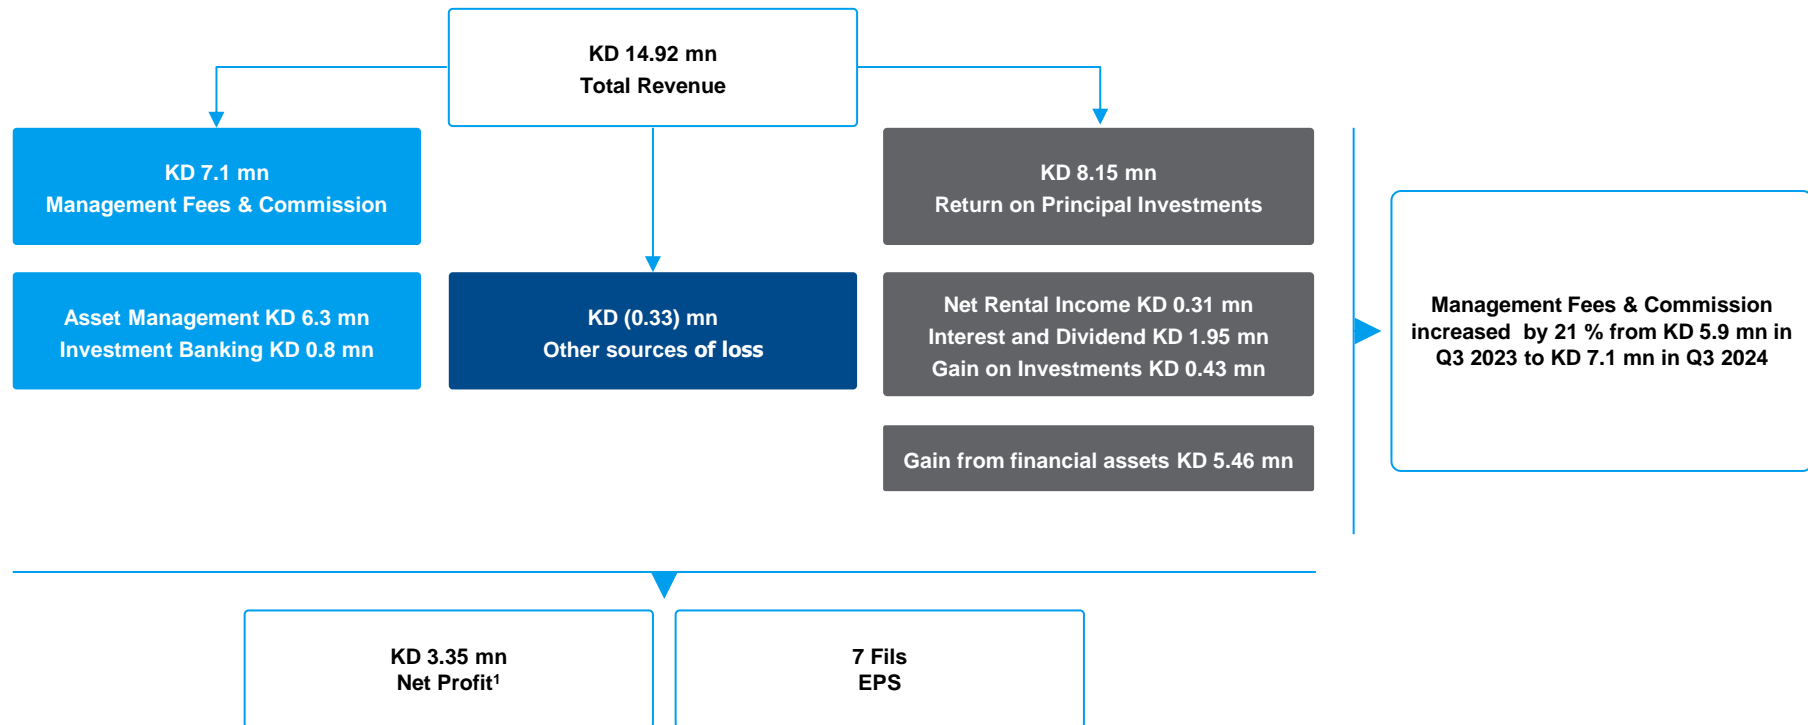 KD 14.92 mn
Total Revenue
KD 7.1 mn
Management Fees & Commission
Asset Management KD 6.3 mn
Investment Banking KD 0.8 mn
KD (0.33) mn
Other sources of loss
KD 8.15 mn
Return on Principal Investments
Net Rental Income KD 0.31 mn
Interest and Dividend KD 1.95 mn
Gain on Investments KD 0.43 mn
Gain from financial assets KD 5.46 mn
Management Fees & Commission
increased by 21 % from KD 5.9 mn in
Q3 2023 to KD 7.1 mn in Q3 2024
KD 3.35 mn
Net Profit¹
7 Fils
EPS